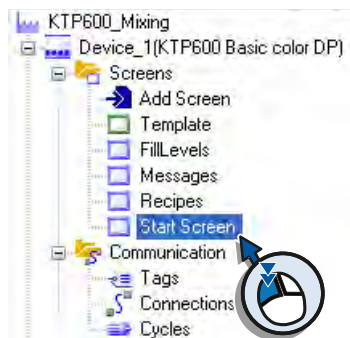 KTP600_Mixing
Device_1(KTP600 Basic color DP)
Screens
Add Screen
Template
FillLevels
Messages
Recipes
Start Screen
Communication
Tags
Connections
Cycles